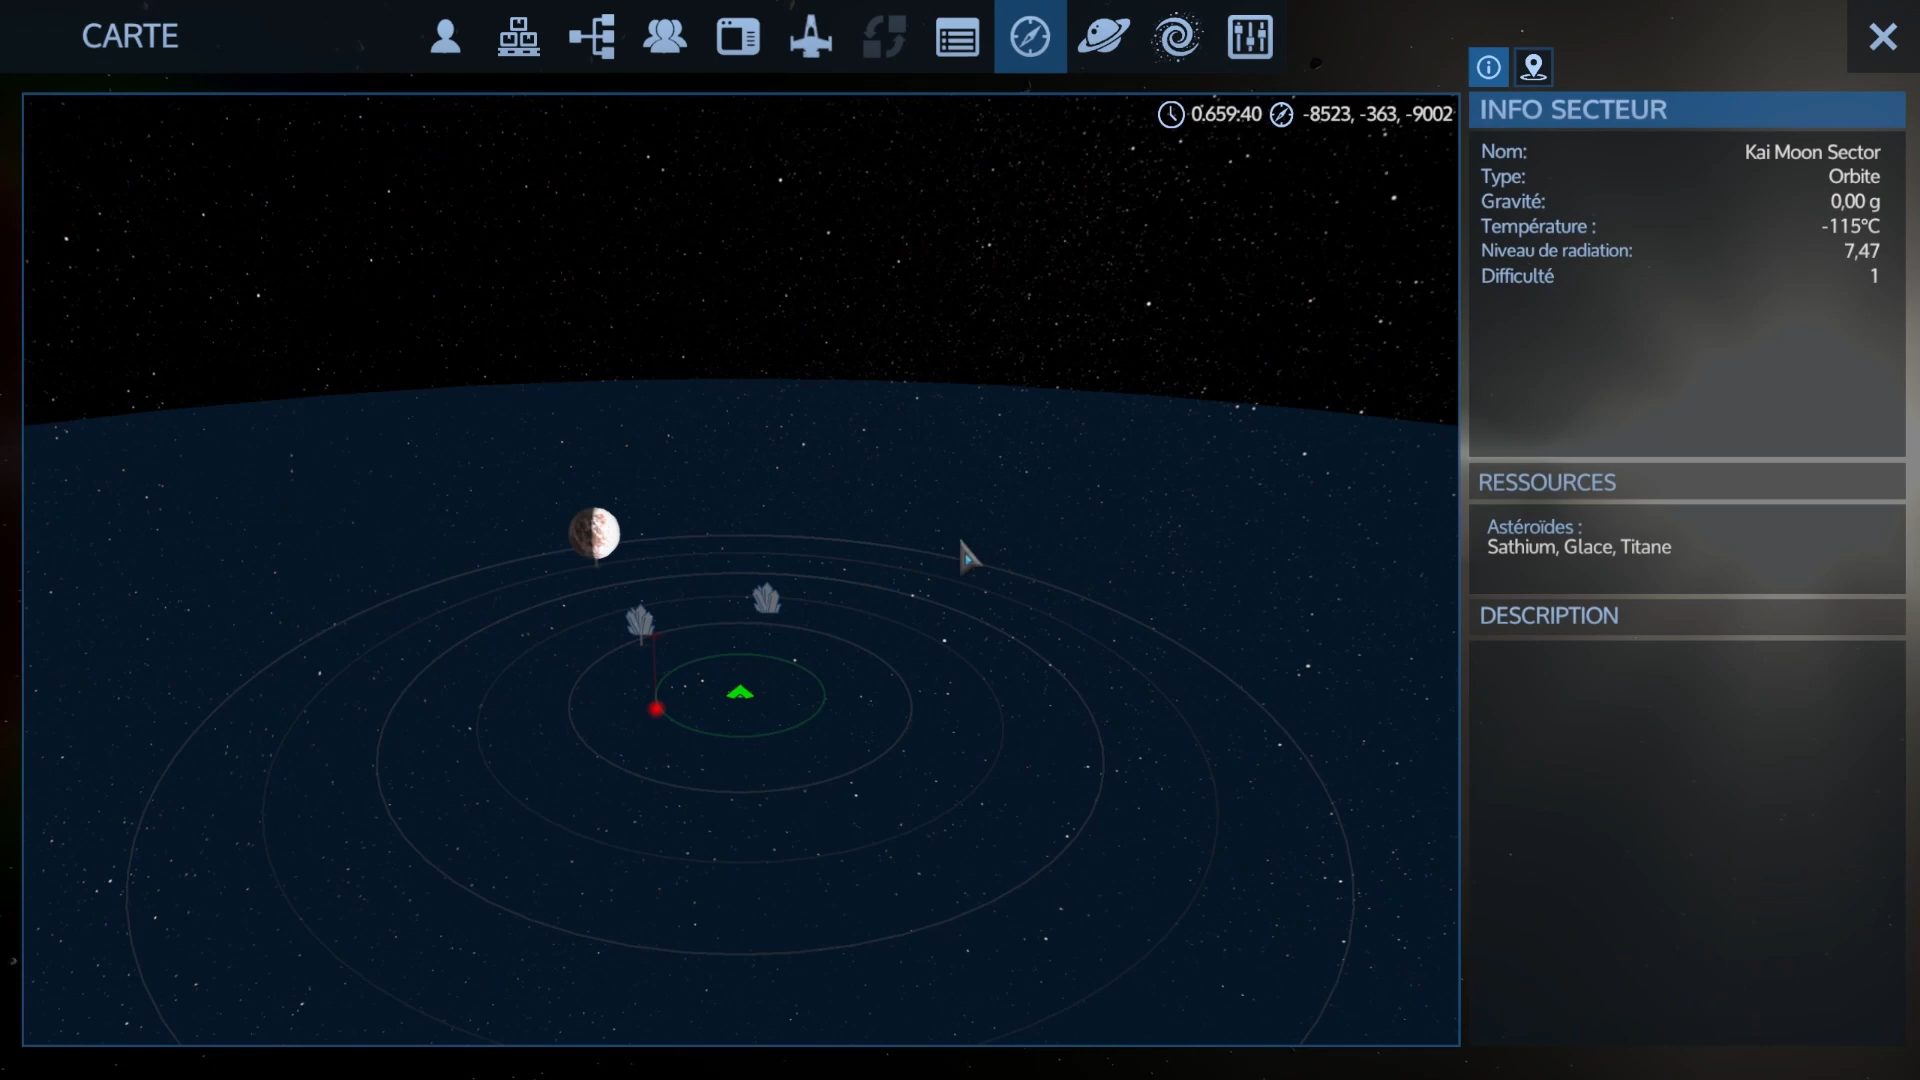 CARTE
0.659:40 -8523, -363, -9002
INFO SECTEUR
Nom: Kai Moon Sector
Type: Orbite
Gravité: 0,00 g
Température : -115°C
Niveau de radiation: 7,47
Difficulté 1
RESSOURCES
Astéroïdes :
Sathium, Glace, Titane
DESCRIPTION